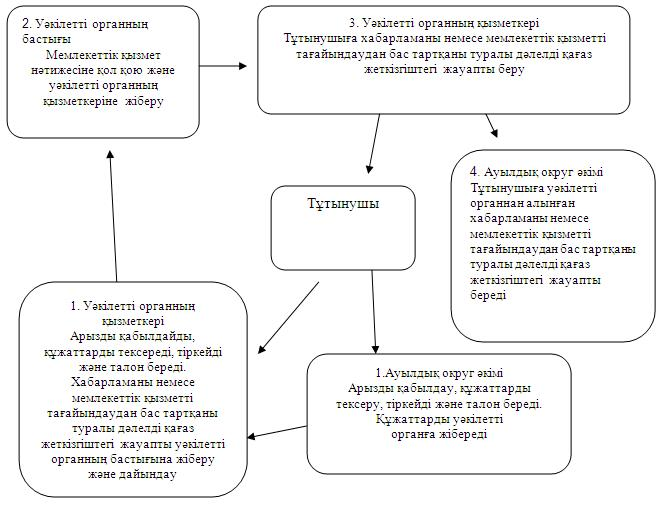 2. Уәкілетті органның
бастығы
Мемлекеттік қызмет
нәтижесіне қол қою және
уәкілетті органның
қызметкеріне жіберу
3. Уәкілетті органның қызметкері
Тұтынушыға хабарламаны немесе мемлекеттік қызметті
тағайындаудан бас тартқаны туралы дәлелді қағаз
жеткізгіштегі жауапты беру
4. Ауылдық округ әкімі
Тұтынушыға уәкілетті
органнан алынған
хабарламаны немесе
мемлекеттік қызметті
тағайындаудан бас тартқаны
туралы дәлелді қағаз
жеткізгіштегі жауапты
береді
Тұтынушы
1. Уәкілетті органның
қызметкері
Арызды қабылдайды,
құжаттарды тексереді, тіркейді
және талон береді.
Хабарламаны немесе
мемлекеттік қызметті
тағайындаудан бас тартқаны
туралы дәлелді қағаз
жеткізгіштегі жауапты уәкілетті
органның бастығына жіберу
және дайындау
1.Ауылдық округ әкімі
Арызды қабылдау, құжаттарды
тексеру, тіркейді және талон береді.
Құжаттарды уәкілетті
органға жібереді